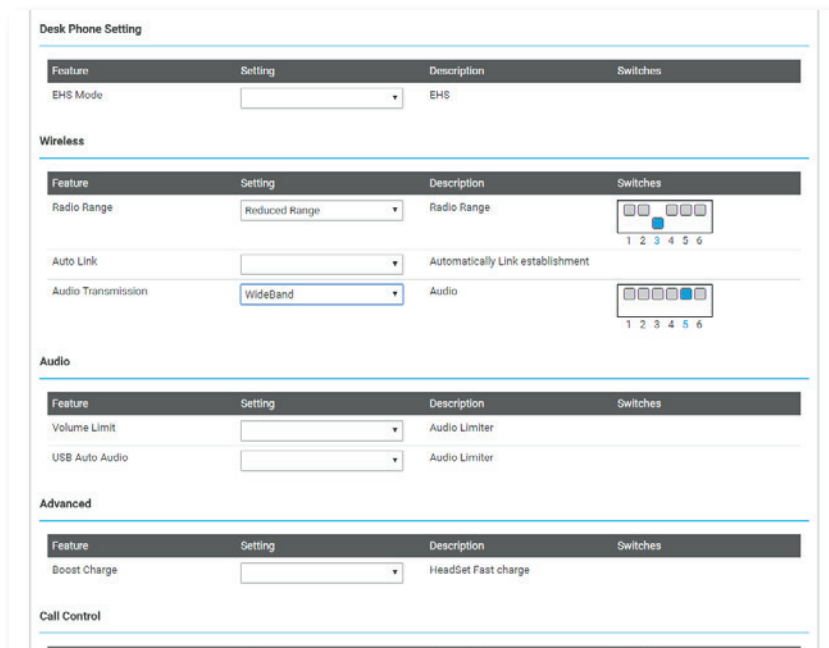 Desk Phone Setting
Feature Setting Description Switches
EHS Mode EHS
Wireless
Feature Setting Description Switches
Radio Range Reduced Range Radio Range
1 2 3 4 5 6
Auto Link Automatically Link establishment
Audio Transmission WideBand Audio
1 2 3 4 5 6
Audio
Feature Setting Description Switches
Volume Limit Audio Limiter
USB Auto Audio Audio Limiter
Advanced
Feature Setting Description Switches
Boost Charge HeadSet Fast charge
Call Control